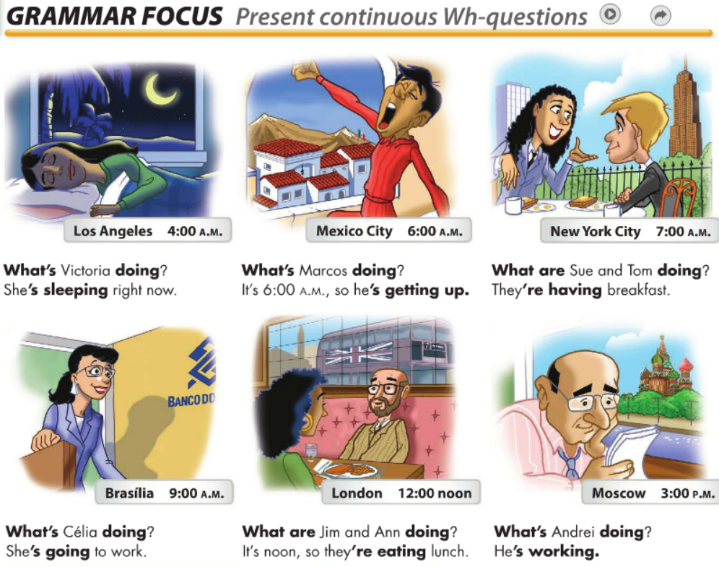 GRAMMAR FOCUS Present continuous Wh-questions
Los Angeles 4:00 A.M.
Mexico City 6:00 A.M.
New York City 7:00 A.M.
What's Victoria doing?
She's sleeping right now.
What's Marcos doing?
It's 6:00 A.M., so he's getting up.
What are Sue and Tom doing?
They're having breakfast.
BANCO DO
Brasília 9:00 A.M.
London 12:00 noon
Moscow 3:00 P.M.
What's Célia doing?
She's going to work.
What are Jim and Ann doing?
It's noon, so they're eating lunch.
What's Andrei doing?
He's working.